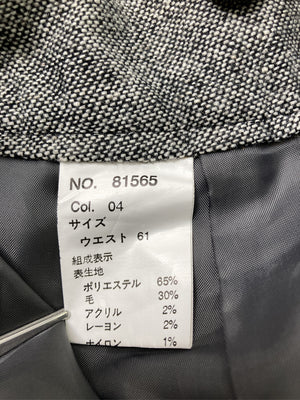 NO. 81565
Col. 04
サイズ
ウエスト 61
組成表示
表生地
ポリエステル 65%
毛 30%
アクリル 2%
レーヨン 2%
ナイロン 1%